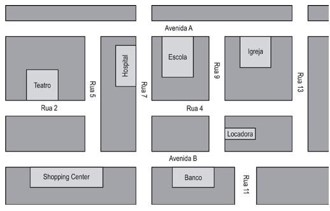 Avenida A
Teatro
Rua 5
Hospital
Rua 7
Escola
Rua 9
Igreja
Rua 13
Rua 2
Rua 4
Locadora
Avenida B
Shopping Center
Banco
Rua 11